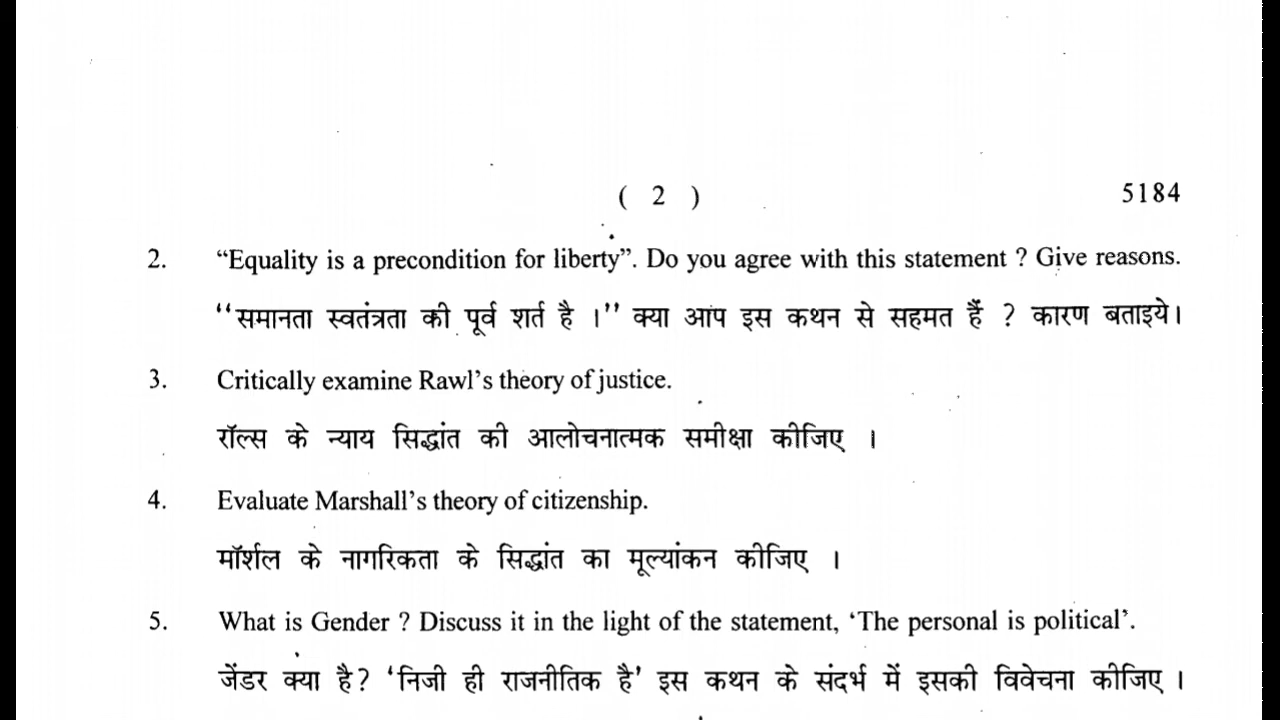 ( 2 ) 5184
2. “Equality is a precondition for liberty”. Do you agree with this statement ? Give reasons.
‘‘समानता स्वतंत्रता की पूर्व शर्त है ।’’ क्या आप इस कथन से सहमत हैं ? कारण बताइये।
3. Critically examine Rawl’s theory of justice.
रॉल्स के न्याय सिद्धांत की आलोचनात्मक समीक्षा कीजिए ।
4. Evaluate Marshall’s theory of citizenship.
मॉर्शल के नागरिकता के सिद्धांत का मूल्यांकन कीजिए ।
5. What is Gender ? Discuss it in the light of the statement, ‘The personal is political’.
जेंडर क्या है? ‘निजी ही राजनीतिक है’ इस कथन के संदर्भ में इसकी विवेचना कीजिए ।